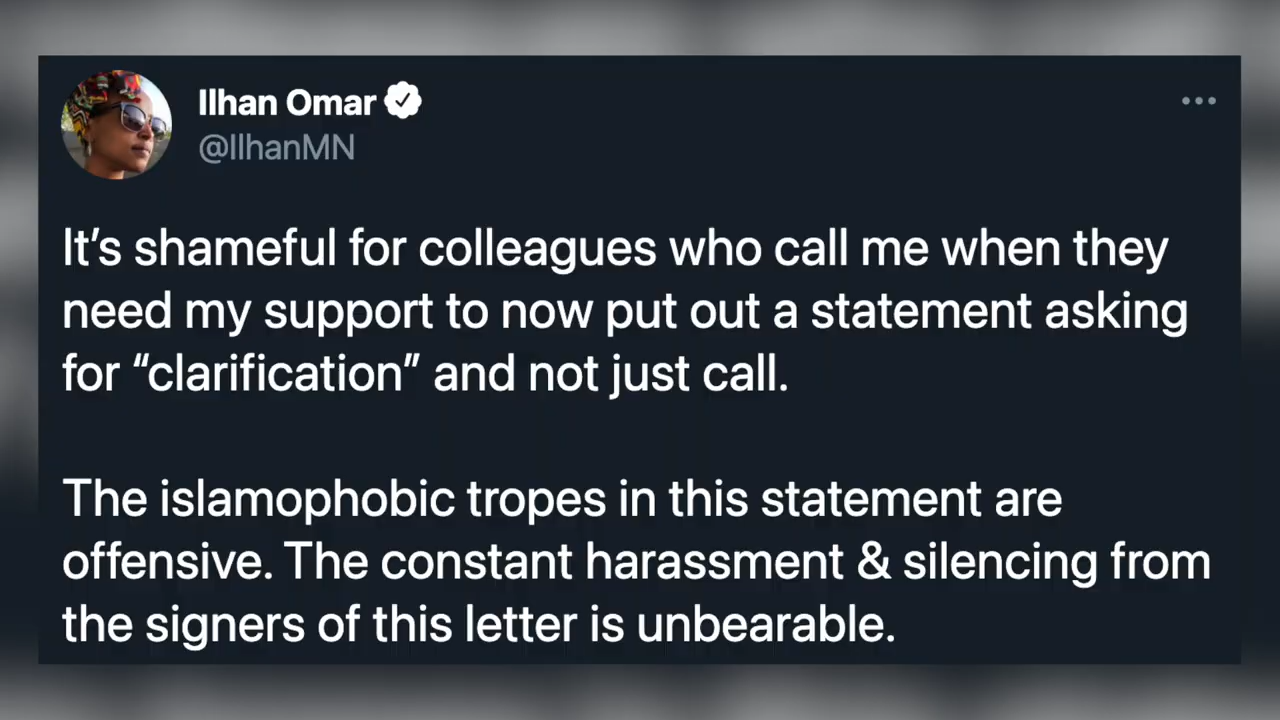 Ilhan Omar
@IlhanMN
It’s shameful for colleagues who call me when they
need my support to now put out a statement asking
for “clarification” and not just call.
The islamophobic tropes in this statement are
offensive. The constant harassment & silencing from
the signers of this letter is unbearable.